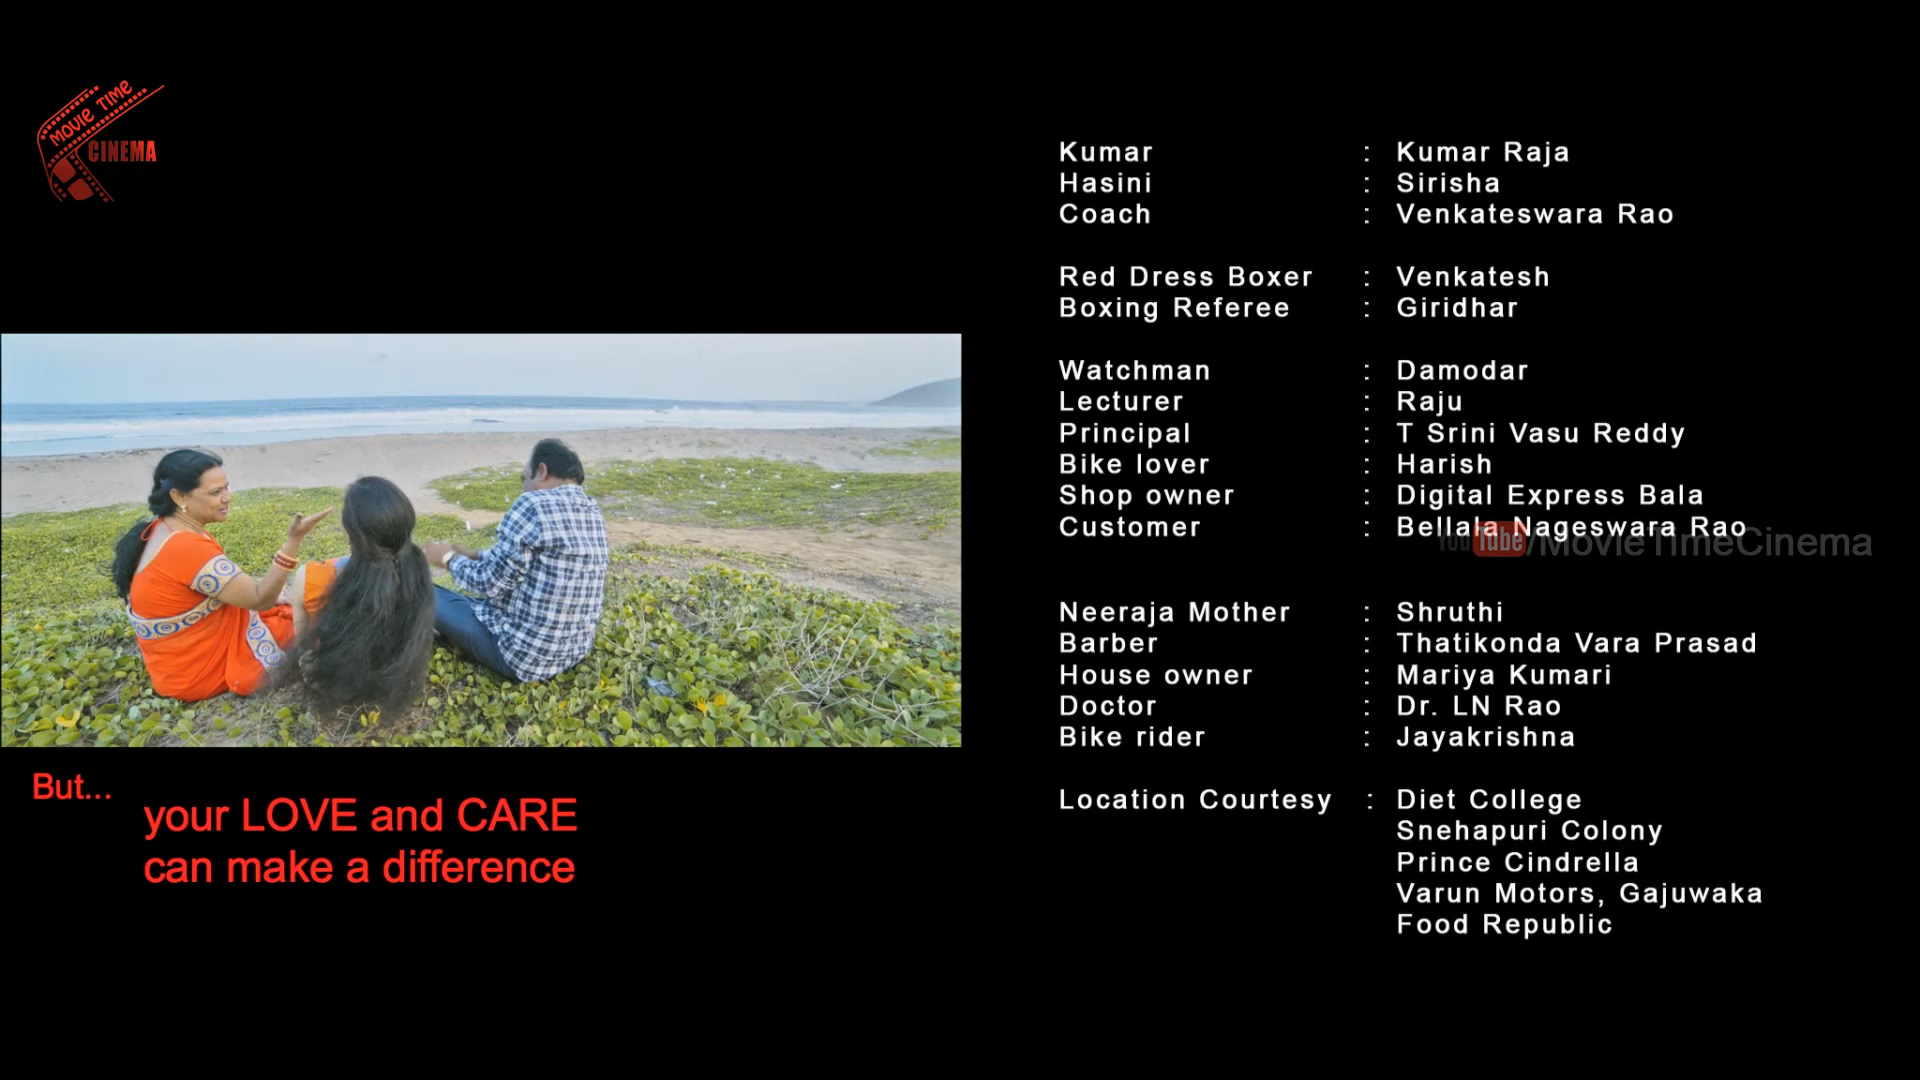 MOVIE TIME
CINEMA
Kumar : Kumar Raja
Hasini : Sirisha
Coach : Venkateswara Rao
Red Dress Boxer : Venkatesh
Boxing Referee : Giridhar
Watchman : Damodar
Lecturer : Raju
Principal : T Srini Vasu Reddy
Bike lover : Harish
Shop owner : Digital Express Bala
Customer : Bellala Nageswara Rao
YouTube/MovieTimeCinema
Neeraja Mother : Shruthi
Barber : Thatikonda Vara Prasad
House owner : Mariya Kumari
Doctor : Dr. LN Rao
Bike rider : Jayakrishna
Location Courtesy : Diet College
Snehapuri Colony
Prince Cindrella
Varun Motors, Gajuwaka
Food Republic
But...
your LOVE and CARE
can make a difference